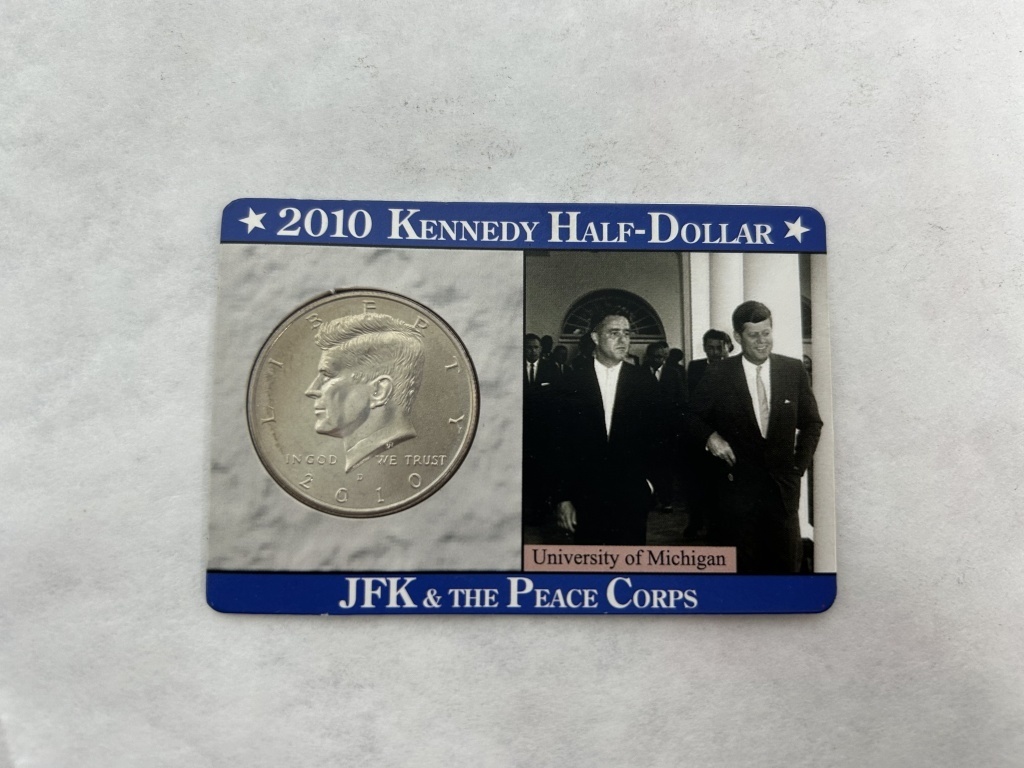 ★ 2010 KENNEDY HALF-DOLLAR ★
LIBERTY
IN GOD WE TRUST
D
2010
University of Michigan
JFK & THE PEACE CORPS